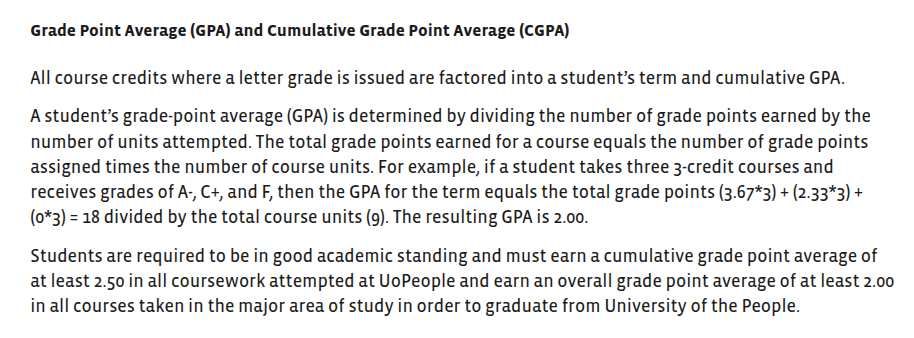 Grade Point Average (GPA) and Cumulative Grade Point Average (CGPA)
All course credits where a letter grade is issued are factored into a student’s term and cumulative GPA.
A student’s grade-point average (GPA) is determined by dividing the number of grade points earned by the
number of units attempted. The total grade points earned for a course equals the number of grade points
assigned times the number of course units. For example, if a student takes three 3-credit courses and
receives grades of A-, C+, and F, then the GPA for the term equals the total grade points (3.67*3) + (2.33*3) +
(0*3) = 18 divided by the total course units (9). The resulting GPA is 2.00.
Students are required to be in good academic standing and must earn a cumulative grade point average of
at least 2.50 in all coursework attempted at UoPeople and earn an overall grade point average of at least 2.00
in all courses taken in the major area of study in order to graduate from University of the People.